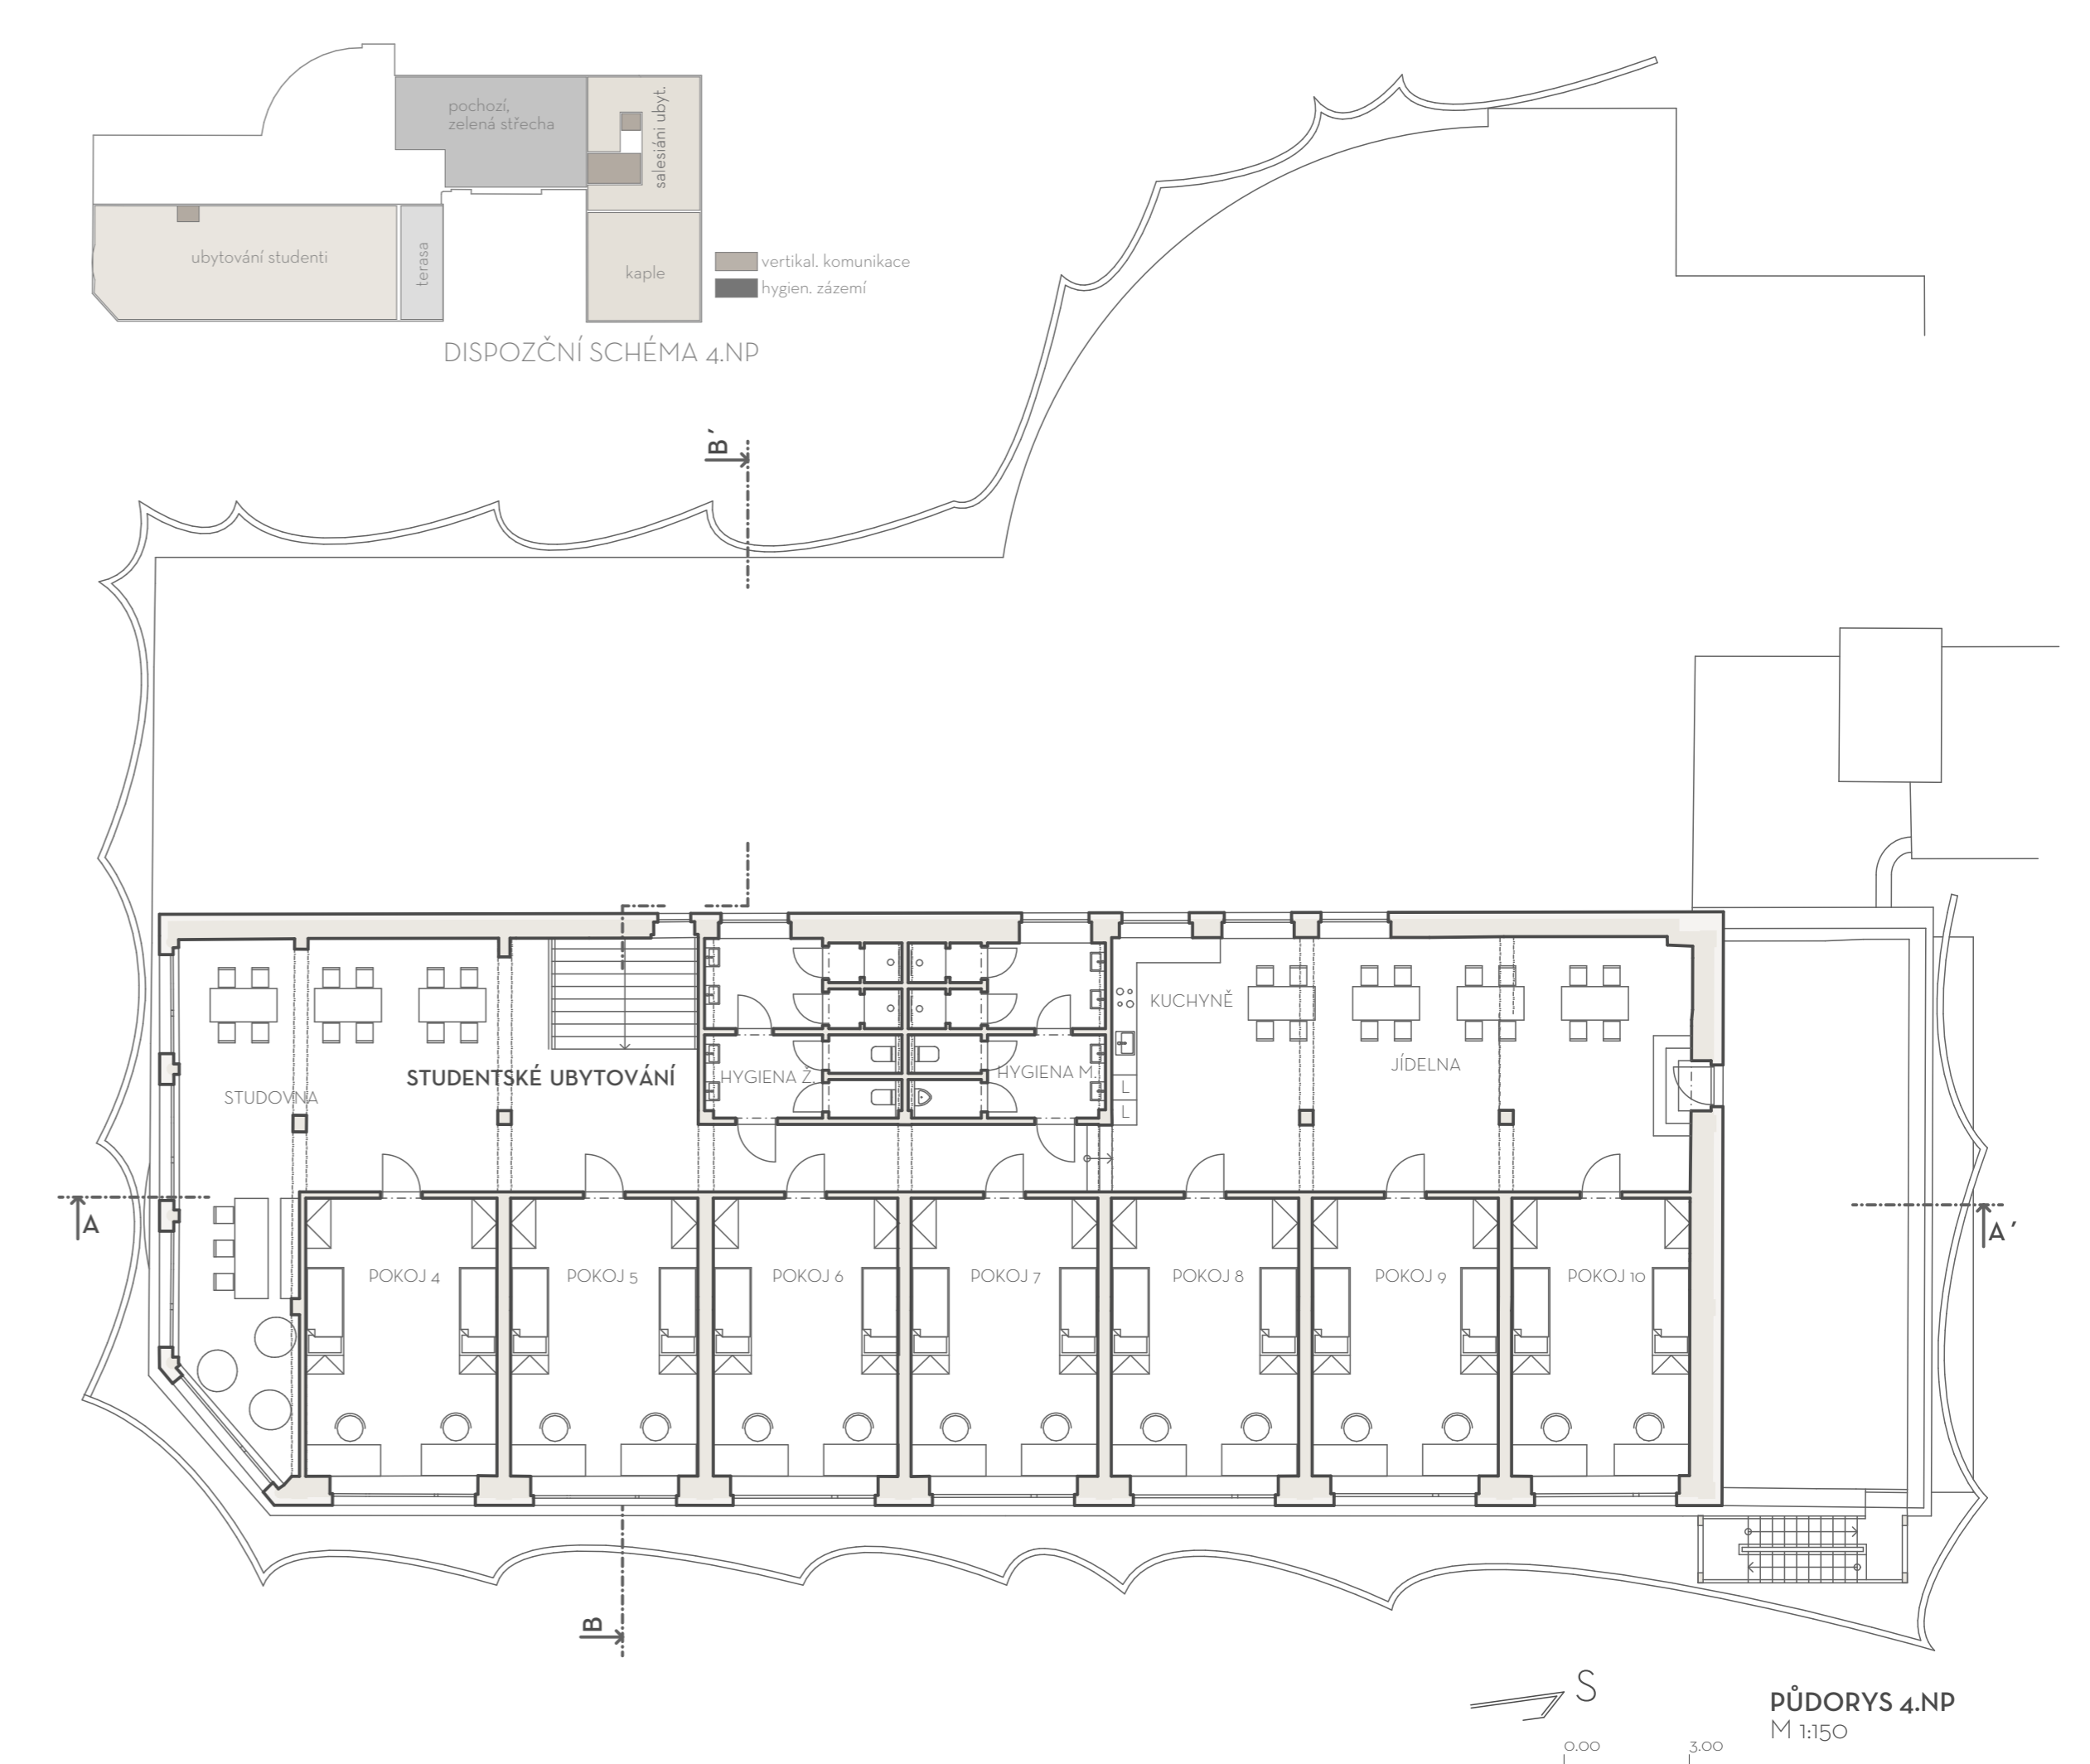 pochozí,
zelená střecha
salesiáni ubyt.
ubytování studenti
terasa
kaple
vertikal. komunikace
hygien. zázemí
DISPOZČNÍ SCHÉMA 4.NP
B´
KUCHYNĚ
JÍDELNA
STUDENTSKÉ UBYTOVÁNÍ
HYGIENA Ž.
HYGIENA M.
L
L
STUDOVNA
A
A´
POKOJ 4
POKOJ 5
POKOJ 6
POKOJ 7
POKOJ 8
POKOJ 9
POKOJ 10
B
S
PŮDORYS 4.NP
M 1:150
0.00
3.00